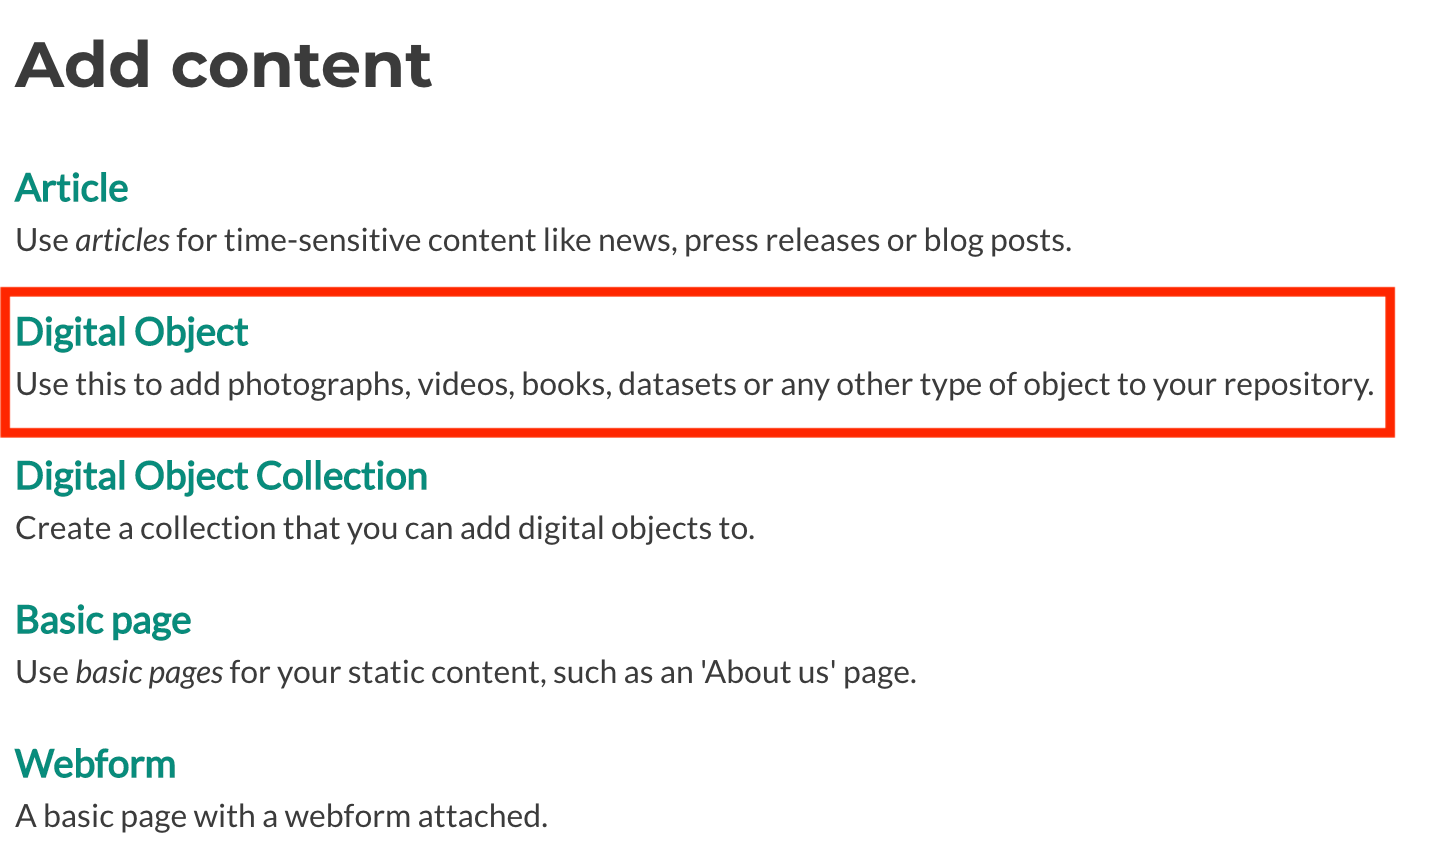 Add content
Article
Use articles for time-sensitive content like news, press releases or blog posts.
Digital Object
Use this to add photographs, videos, books, datasets or any other type of object to your repository.
Digital Object Collection
Create a collection that you can add digital objects to.
Basic page
Use basic pages for your static content, such as an 'About us' page.
Webform
A basic page with a webform attached.